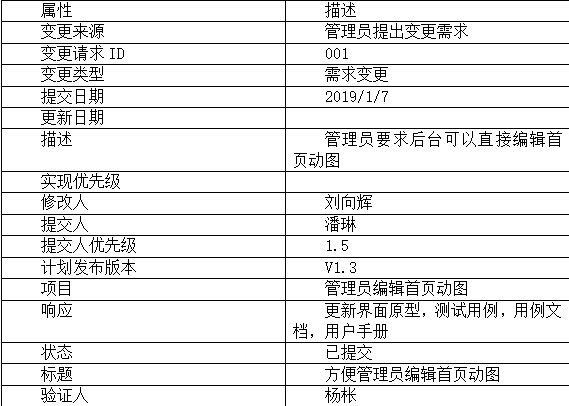 属性 描述
变更来源 管理员提出变更需求
变更请求 ID 001
变更类型 需求变更
提交日期 2019/1/7
更新日期
描述 管理员要求后台可以直接编辑首
页动图
实现优先级
修改人 刘向辉
提交人 潘琳
提交人优先级 1.5
计划发布版本 V1.3
项目 管理员编辑首页动图
响应 更新界面原型，测试用例，用例文
档，用户手册
状态 已提交
标题 方便管理员编辑首页动图
验证人 杨枨